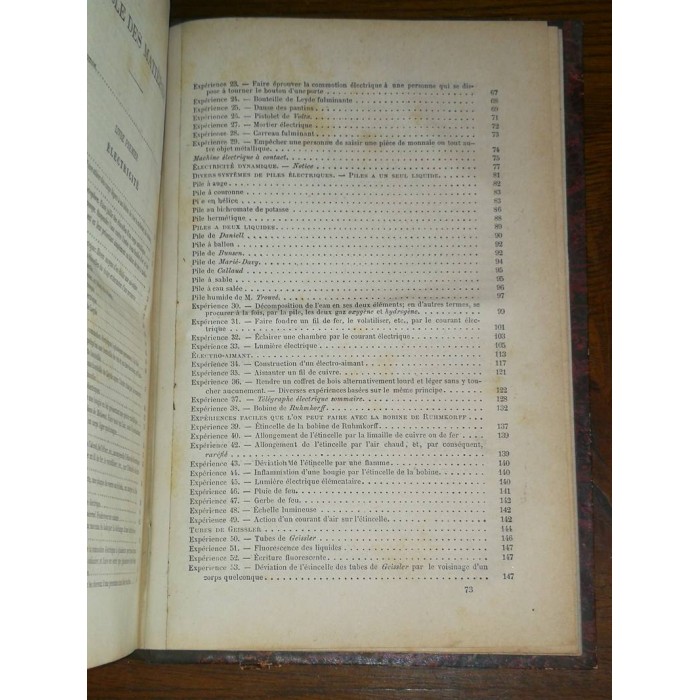 LE DES MATIÈR
ÉLECTRICITÉ
Expérience 23. — Faire éprouver la commotion électrique à une personne qui se dis-
pose à tourner le bouton d'une porte 67
Expérience 24. — Bouteille de Leyde fulminante 68
Expérience 25. — Danse des pantins 69
Expérience 26. — Pistolet de Volta 71
Expérience 27. — Mortier électrique 72
Expérience 28. — Carreau fulminant 73
Expérience 29. — Empêcher une personne de saisir une pièce de monnaie ou tout au-
tre objet métallique. 74
Machine électrique à contact. 75
ÉLECTRICITÉ DYNAMIQUE. — Notice 77
DIVERS SYSTÈMES DE PILES ÉLECTRIQUES. — PILES A UN SEUL LIQUIDE. 81
Pile à auge 82
Pile à couronne 83
Pi e en hélice 83
Pile au bichromate de potasse 86
Pile hermétique 88
PILES A DEUX LIQUIDES. 89
Pile de Daniell 90
Pile à ballon 92
Pile de Bunsen 92
Pile de Marié-Davy 94
Pile de Callaud 95
Pile à sable 95
Pile à eau salée 96
Pile humide de M. Trouvé. 97
Expérience 30. — Décomposition de l'eau en ses deux éléments; en d'autres termes, se
procurer à la fois, par la pile, les deux gaz oxygène et hydrogène. 99
Expérience 31. — Faire fondre un fil de fer, le volatiliser, etc., par le courant élec-
trique 101
Expérience 32. — Éclairer une chambre par le courant électrique 103
Expérience 33. — Lumière électrique 105
ÉLECTRO-AIMANT. 113
Expérience 34. — Construction d'un électro-aimant 117
Expérience 35. — Aimanter un fil de cuivre. 121
Expérience 36. — Rendre un coffret de bois alternativement lourd et léger sans y tou-
cher aucunement. — Diverses expériences basées sur le même principe 122
Expérience 37. — Télégraphe électrique sommaire. 128
Expérience 38. — Bobine de Ruhmkorff 132
EXPÉRIENCES FACILES QUE L'ON PEUT FAIRE AVEC LA BOBINE DE RUHMKORFF
Expérience 39. — Étincelle de la bobine de Ruhmkorff. 137
Expérience 40. — Allongement de l'étincelle par la limaille de cuivre ou de fer 139
Expérience 42. — Allongement de l'étincelle par l'air chaud, et, par conséquent,
raréfié 139
Expérience 43. — Déviation de l'étincelle par une flamme 140
Expérience 44. — Inflammation d'une bougie par l'étincelle de la bobine. 140
Expérience 45. — Lumière électrique élémentaire. 140
Expérience 46. — Pluie de feu. 141
Expérience 47. — Gerbe de feu. 142
Expérience 48. — Échelle lumineuse 142
Expérience 49. — Action d'un courant d'air sur l'étincelle. 142
TUBES DE GEISSLER 144
Expérience 50. — Tubes de Geissler 146
Expérience 51. — Fluorescence des liquides 147
Expérience 52. — Écriture fluorescente 147
Expérience 53. — Déviation de l'étincelle des tubes de Geissler par le voisinage d'un
corps quelconque 147
73